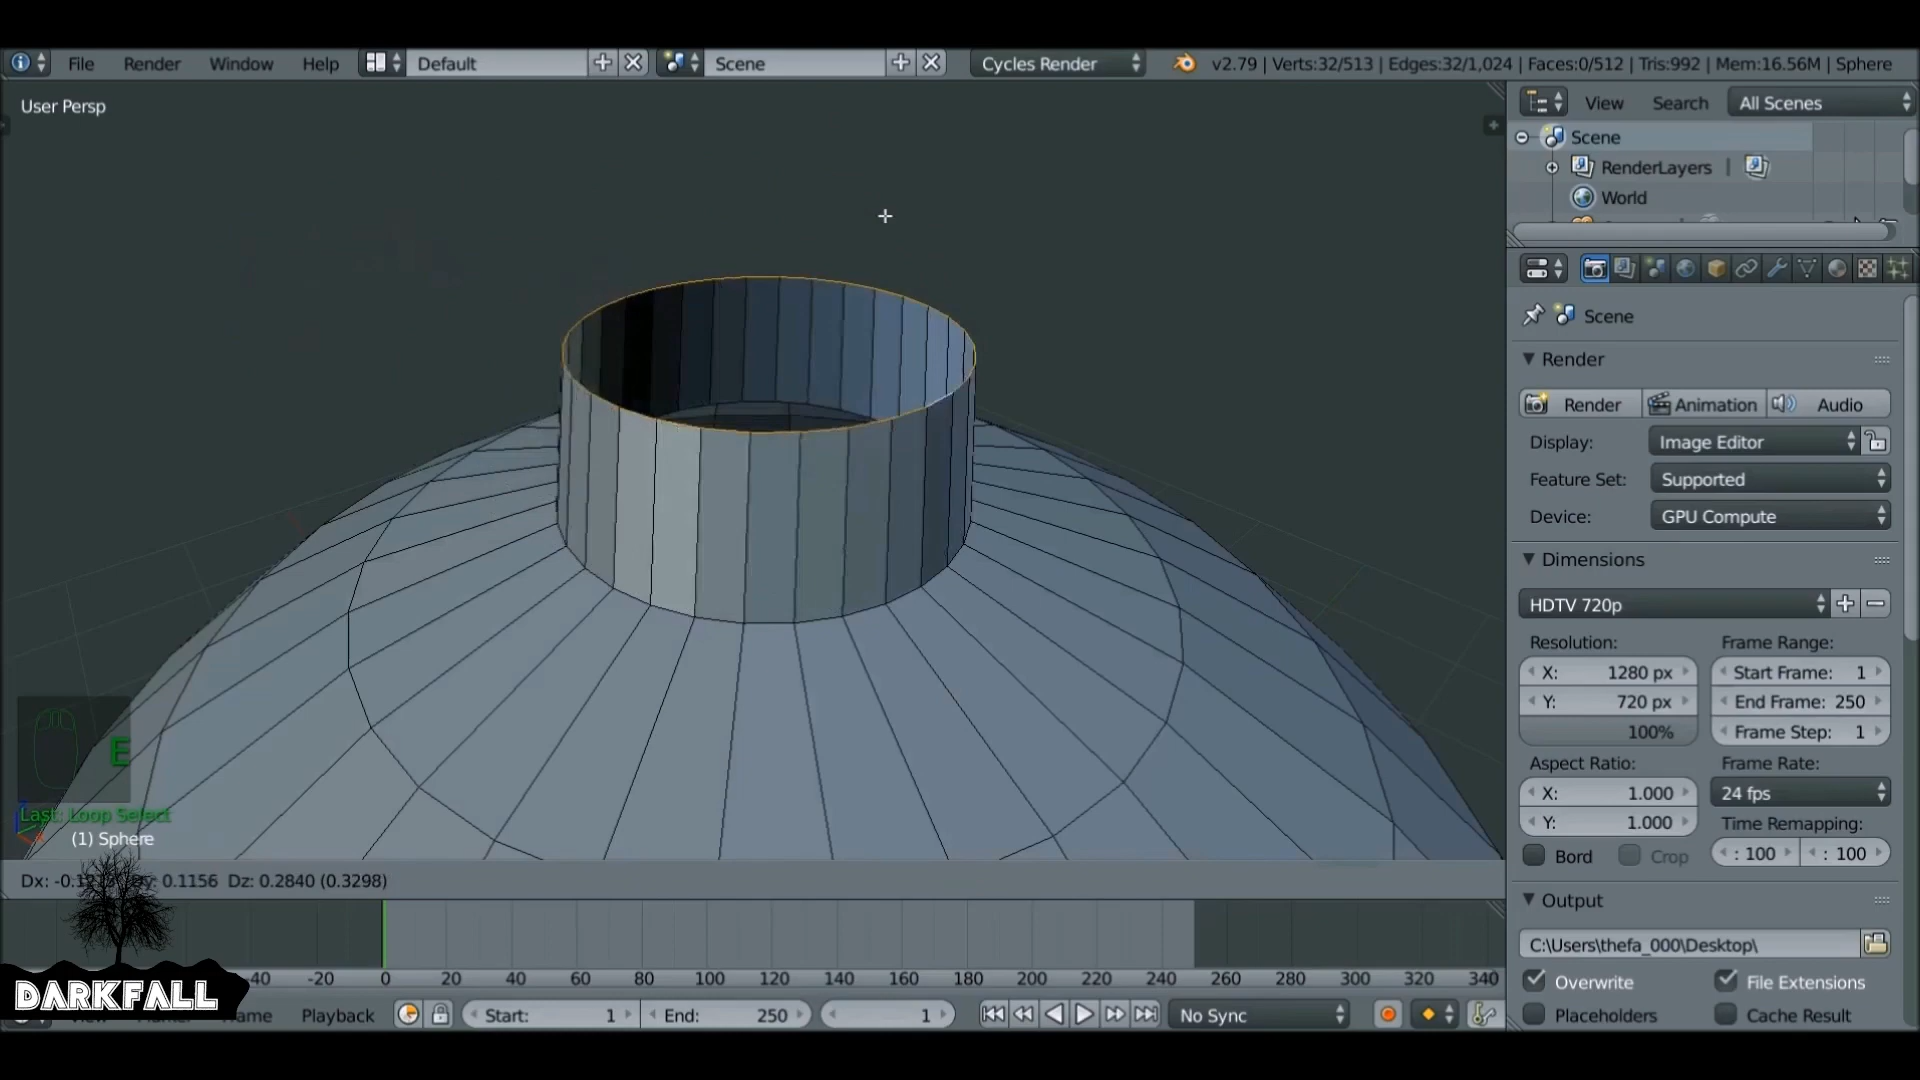 File Render Window Help Default Scene Cycles Render v2.79 | Verts:32/513 | Edges:32/1,024 | Faces:0/512 | Tris:992 | Mem:16.56M | Sphere
User Persp
View Search All Scenes
Scene
RenderLayers |
World
Scene
Render
Render Animation Audio
Display: Image Editor
Feature Set: Supported
Device: GPU Compute
Dimensions
HDTV 720p
Resolution: Frame Range:
X: 1280 px Start Frame: 1
Y: 720 px End Frame: 250
100% Frame Step: 1
Aspect Ratio: Frame Rate:
X: 1.000 24 fps
Y: 1.000 Time Remapping:
Bord Crop : 100 : 100
E
Last: Loop Select
(1) Sphere
Dx: 0.1156 Dz: 0.2840 (0.3298)
Output
C:\Users\thefa_000\Desktop\
Overwrite File Extensions
Placeholders Cache Result
-40 -20 0 20 40 60 80 100 120 140 160 180 200 220 240 260 280 300 320 340
DARKFALL
Playback Start: 1 End: 250 1 No Sync